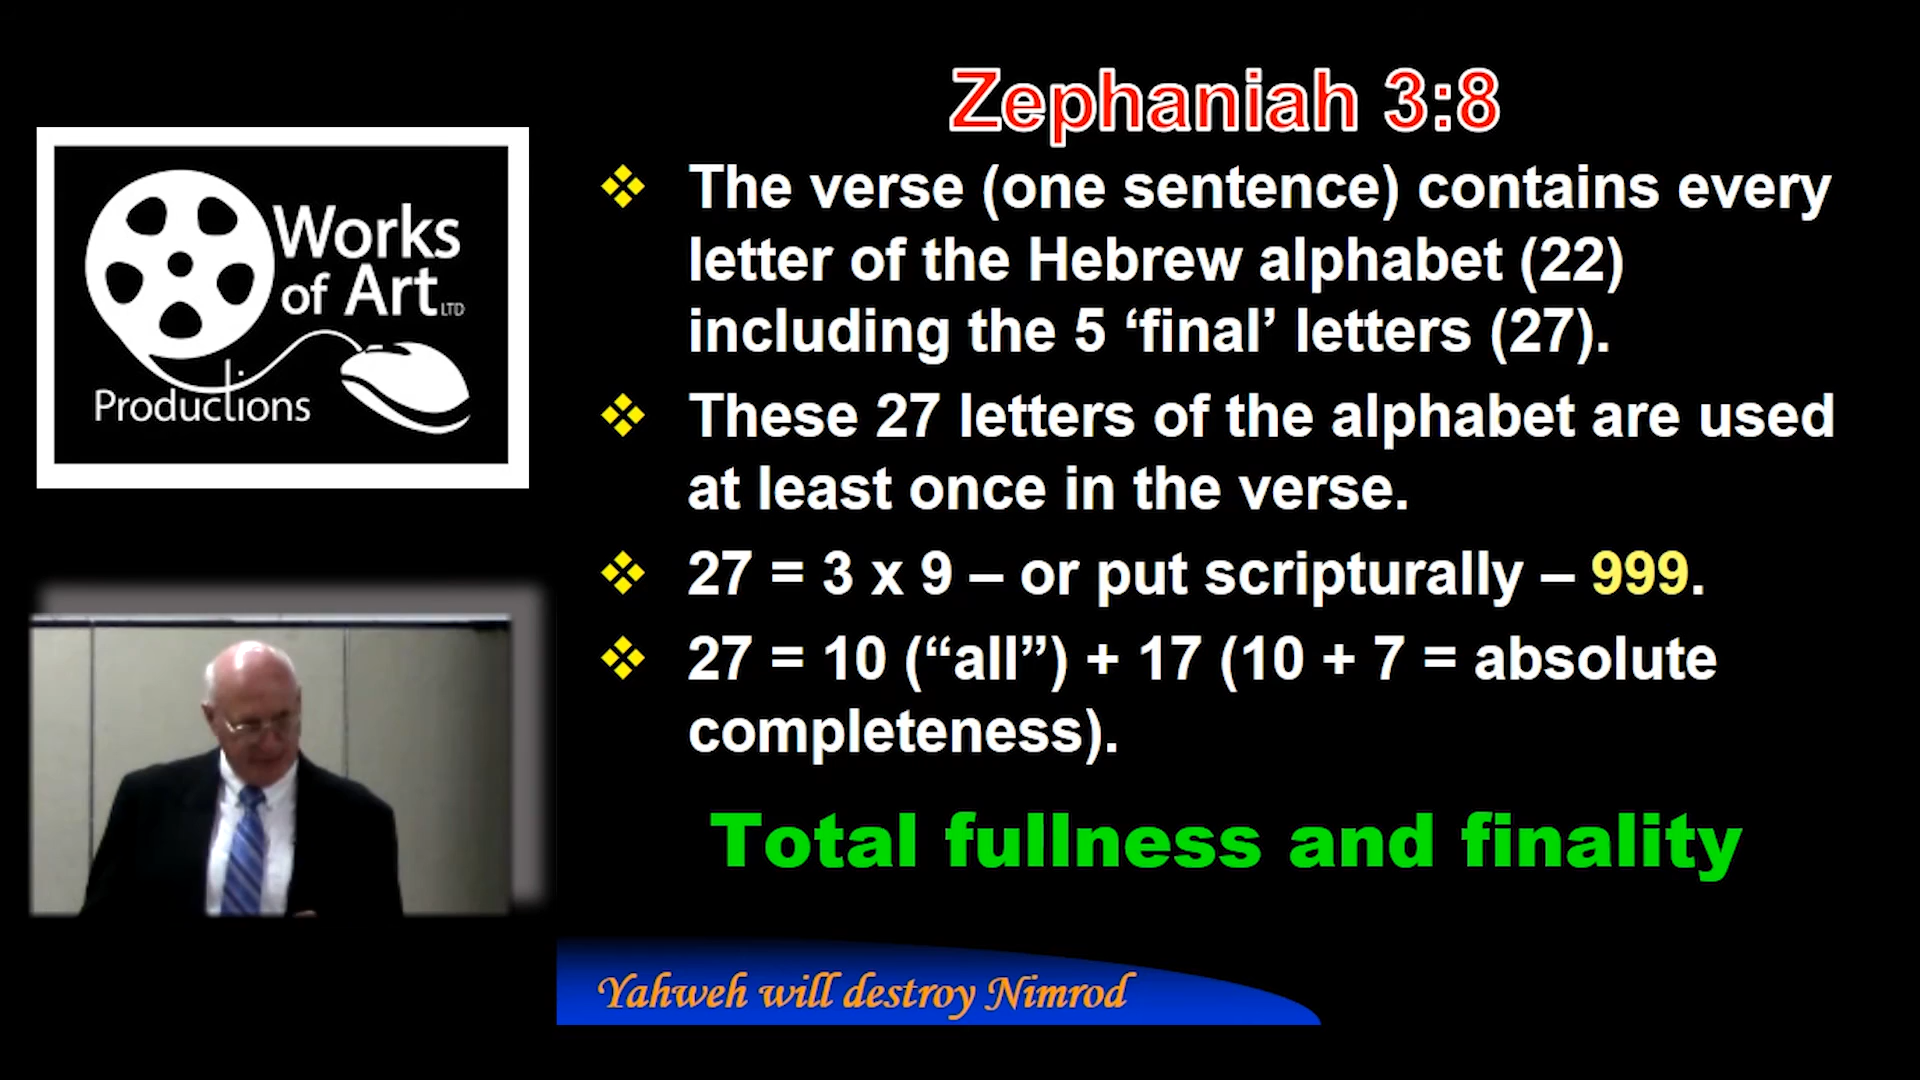 Works
of Art LTD
Productions
Zephaniah 3:8
❖ The verse (one sentence) contains every
letter of the Hebrew alphabet (22)
including the 5 ‘final’ letters (27).
❖ These 27 letters of the alphabet are used
at least once in the verse.
❖ 27 = 3 x 9 – or put scripturally – 999.
❖ 27 = 10 (“all”) + 17 (10 + 7 = absolute
completeness).
Total fullness and finality
Yahweh will destroy Nimrod